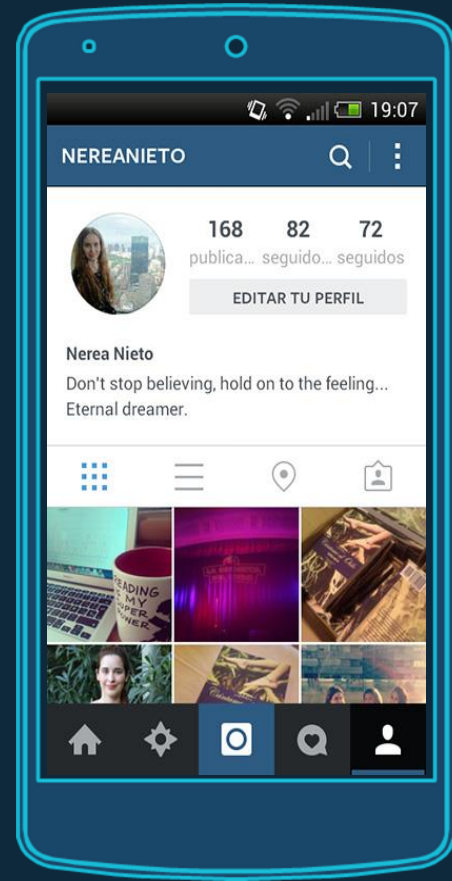 19:07
NEREANIETO
168 82 72
publica... seguido... seguidos
EDITAR TU PERFIL
Nerea Nieto
Don't stop believing, hold on to the feeling...
Eternal dreamer.
READING
IS MY
SUPER
POWER